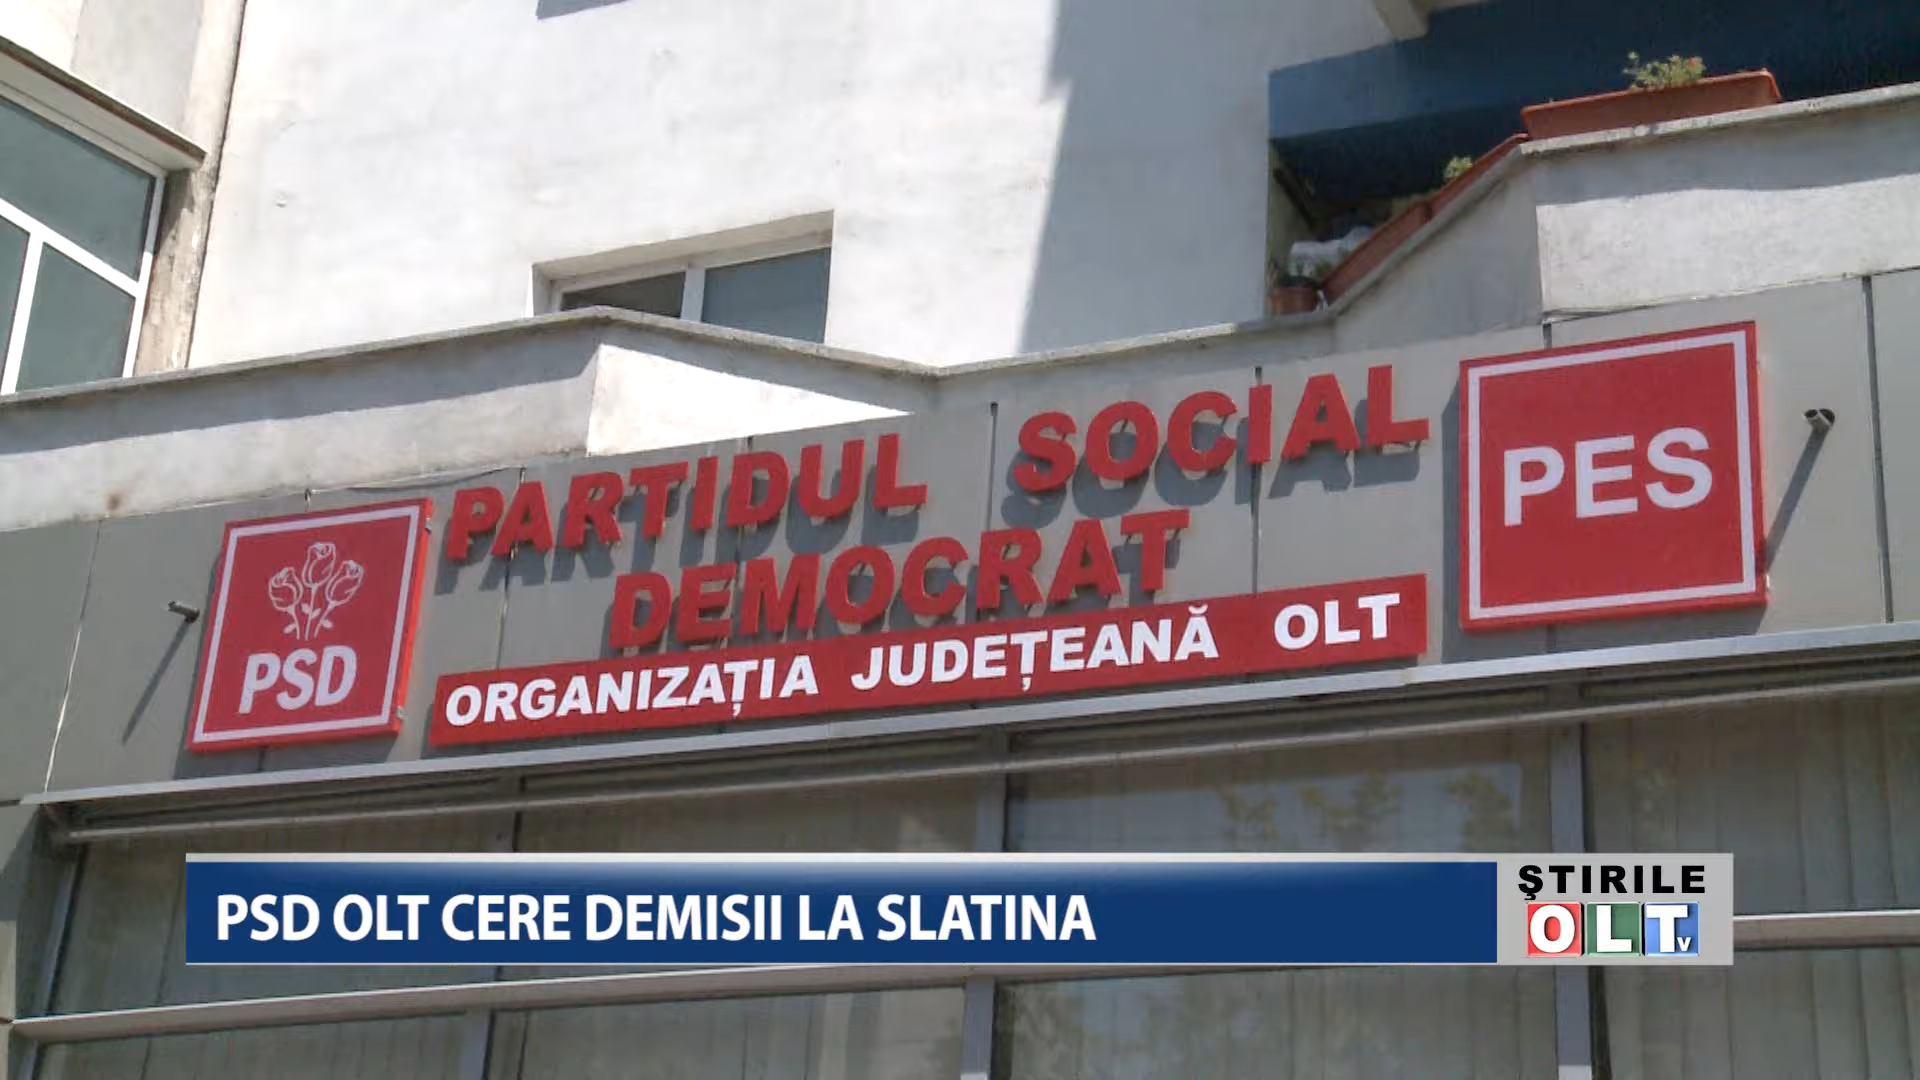 PARTIDUL SOCIAL
DEMOCRAT
ORGANIZAȚIA JUDEȚEANĂ OLT
PSD
PES
PSD OLT CERE DEMISII LA SLATINA
ŞTIRILE
OLTv